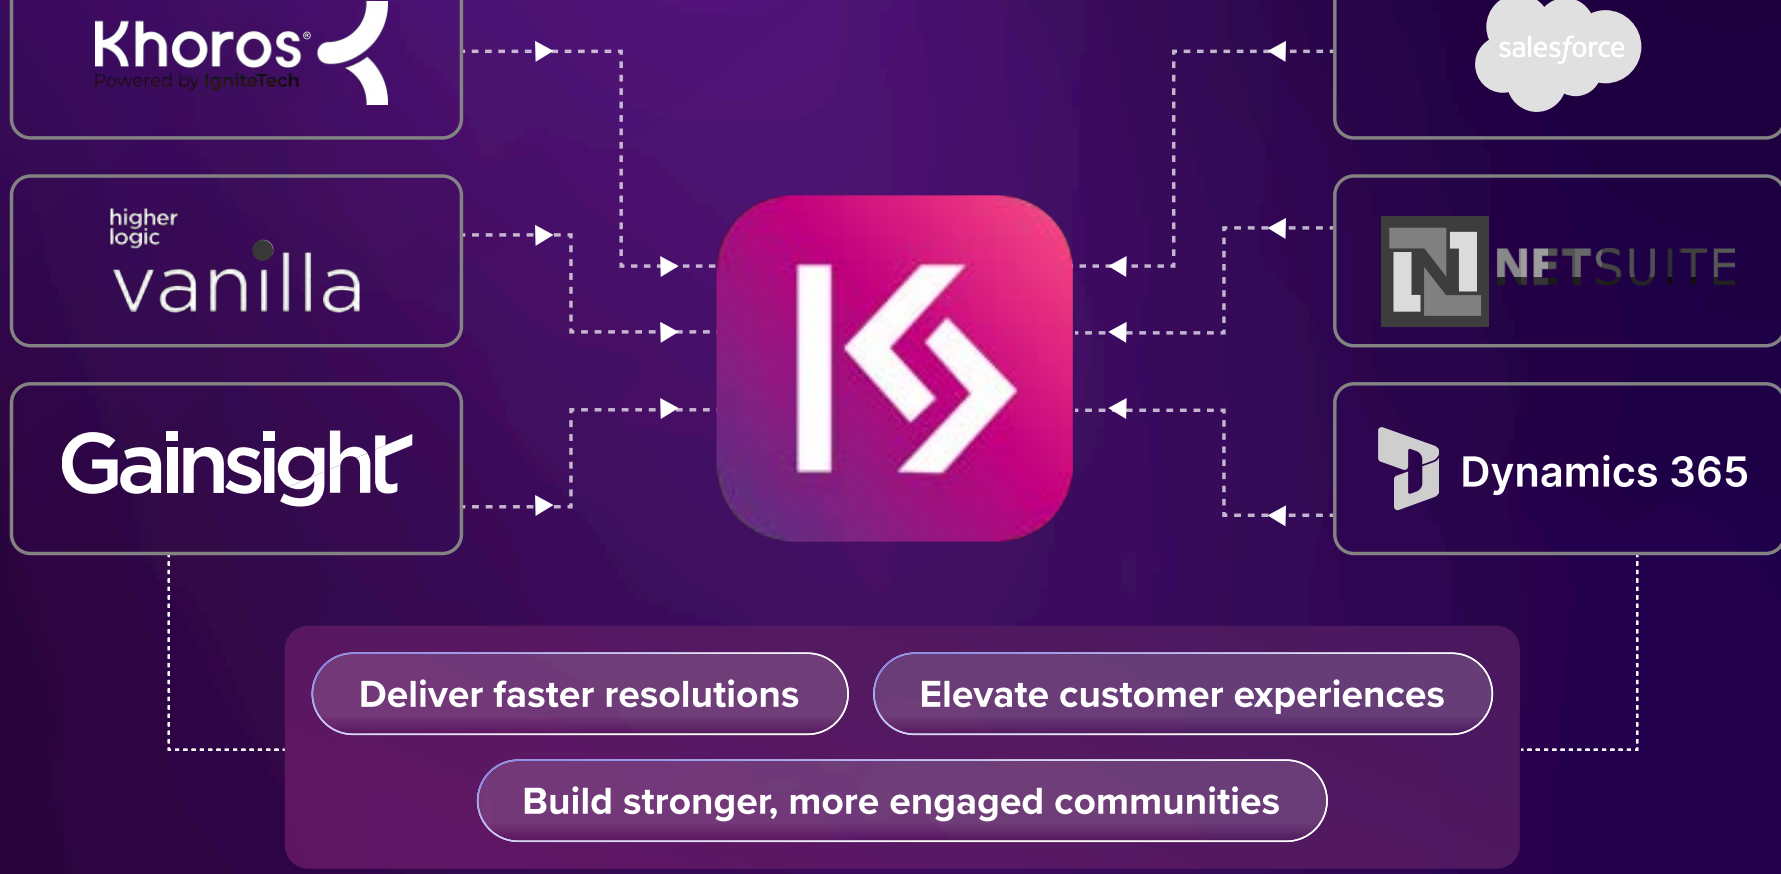 Khoros®
Powered by IgniteTech
salesforce
higher
logic
vanilla
NETSUITE
Gainsight
Dynamics 365
Deliver faster resolutions
Elevate customer experiences
Build stronger, more engaged communities